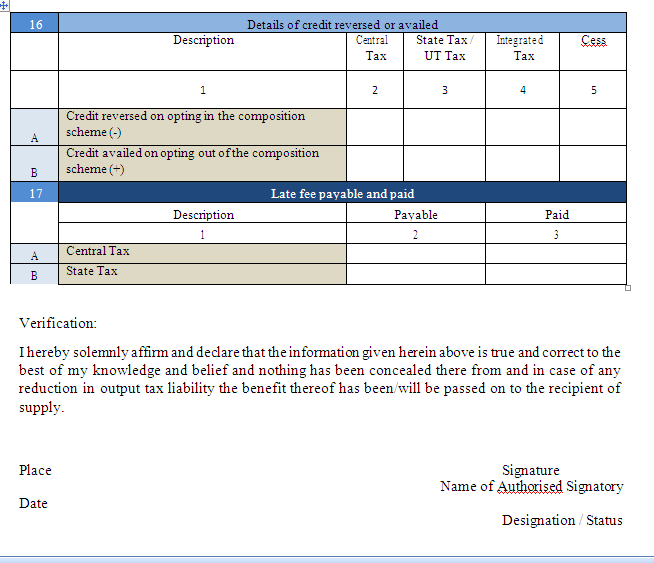 16 Details of credit reversed or availed
Description Central State Tax / Integrated Cess
Tax UT Tax Tax
1 2 3 4 5
Credit reversed on opting in the composition
A scheme (-)
Credit availed on opting out of the composition
B scheme (+)
17 Late fee payable and paid
Description Payable Paid
1 2 3
A Central Tax
B State Tax
Verification:
I hereby solemnly affirm and declare that the information given herein above is true and correct to the
best of my knowledge and belief and nothing has been concealed there from and in case of any
reduction in output tax liability the benefit thereof has been/will be passed on to the recipient of
supply.
Place Signature
Name of Authorised Signatory
Date
Designation / Status